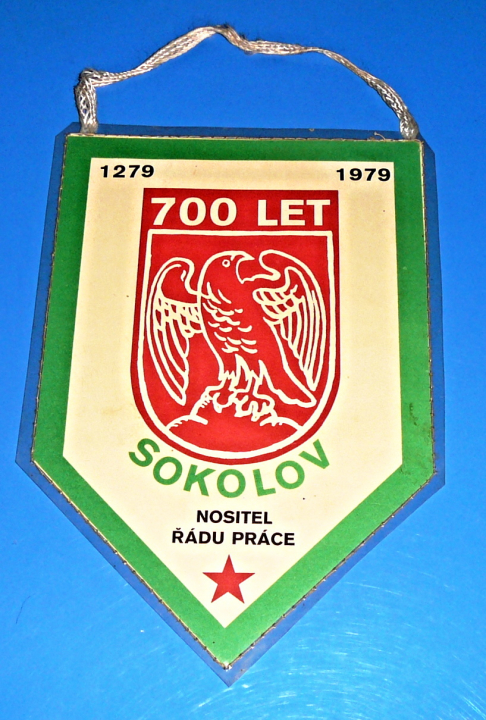 1279 1979
700 LET
SOKOLOV
NOSITEL
ŘÁDU PRÁCE